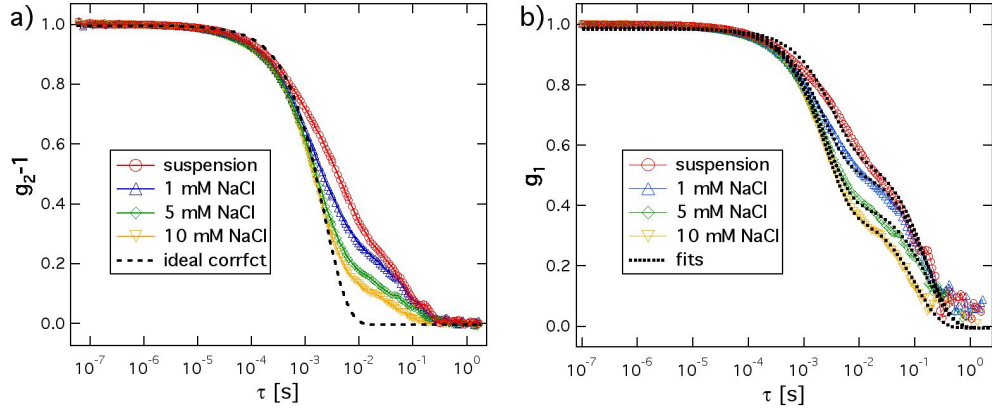 a)
1.0
0.8
0.6
0.4
0.2
0.0
g2-1
suspension
1 mM NaCl
5 mM NaCl
10 mM NaCl
ideal corrfct
10-7 10-6 10-5 10-4 10-3 10-2 10-1 100
τ [s]
b)
1.0
0.8
0.6
0.4
0.2
0.0
g1
suspension
1 mM NaCl
5 mM NaCl
10 mM NaCl
fits
10-7 10-6 10-5 10-4 10-3 10-2 10-1 100
τ [s]